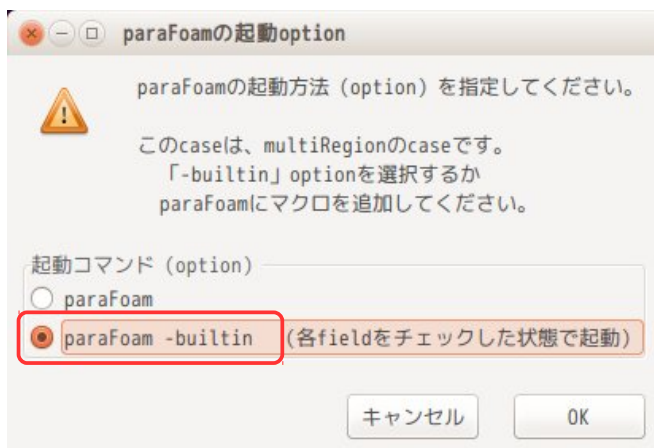 paraFoamの起動option
paraFoamの起動方法（option）を指定してください。
このcaseは、multiRegionのcaseです。
「-builtin」optionを選択するか
paraFoamにマクロを追加してください。
起動コマンド（option）
paraFoam
paraFoam -builtin （各fieldをチェックした状態で起動）
キャンセル OK